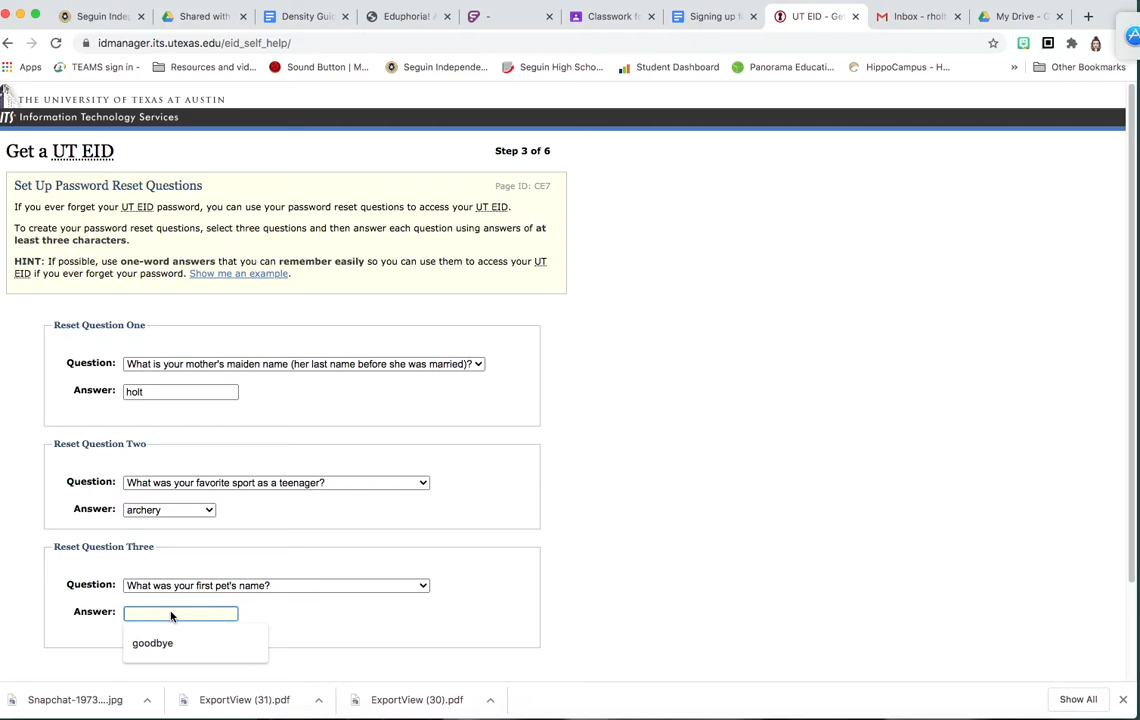 Seguin Indep
Shared with
Density Guid
Eduphoria! A
-
Classwork fo
Signing up f
UT EID - Get
Inbox - rholt
My Drive - G
idmanager.its.utexas.edu/eid_self_help/
Apps
TEAMS sign in -
Resources and vid...
Sound Button | M...
Seguin Independe...
Seguin High Scho...
Student Dashboard
Panorama Educati...
HippoCampus - H...
»
Other Bookmarks
THE UNIVERSITY OF TEXAS AT AUSTIN
ITS Information Technology Services
Get a UT EID
Step 3 of 6
Set Up Password Reset Questions
Page ID: CE7
If you ever forget your UT EID password, you can use your password reset questions to access your UT EID.
To create your password reset questions, select three questions and then answer each question using answers of at
least three characters.
HINT: If possible, use one-word answers that you can remember easily so you can use them to access your UT
EID if you ever forget your password. Show me an example.
Reset Question One
Question: What is your mother's maiden name (her last name before she was married)?
Answer: holt
Reset Question Two
Question: What was your favorite sport as a teenager?
Answer: archery
Reset Question Three
Question: What was your first pet's name?
Answer:
goodbye
Snapchat-1973....jpg
ExportView (31).pdf
ExportView (30).pdf
Show All